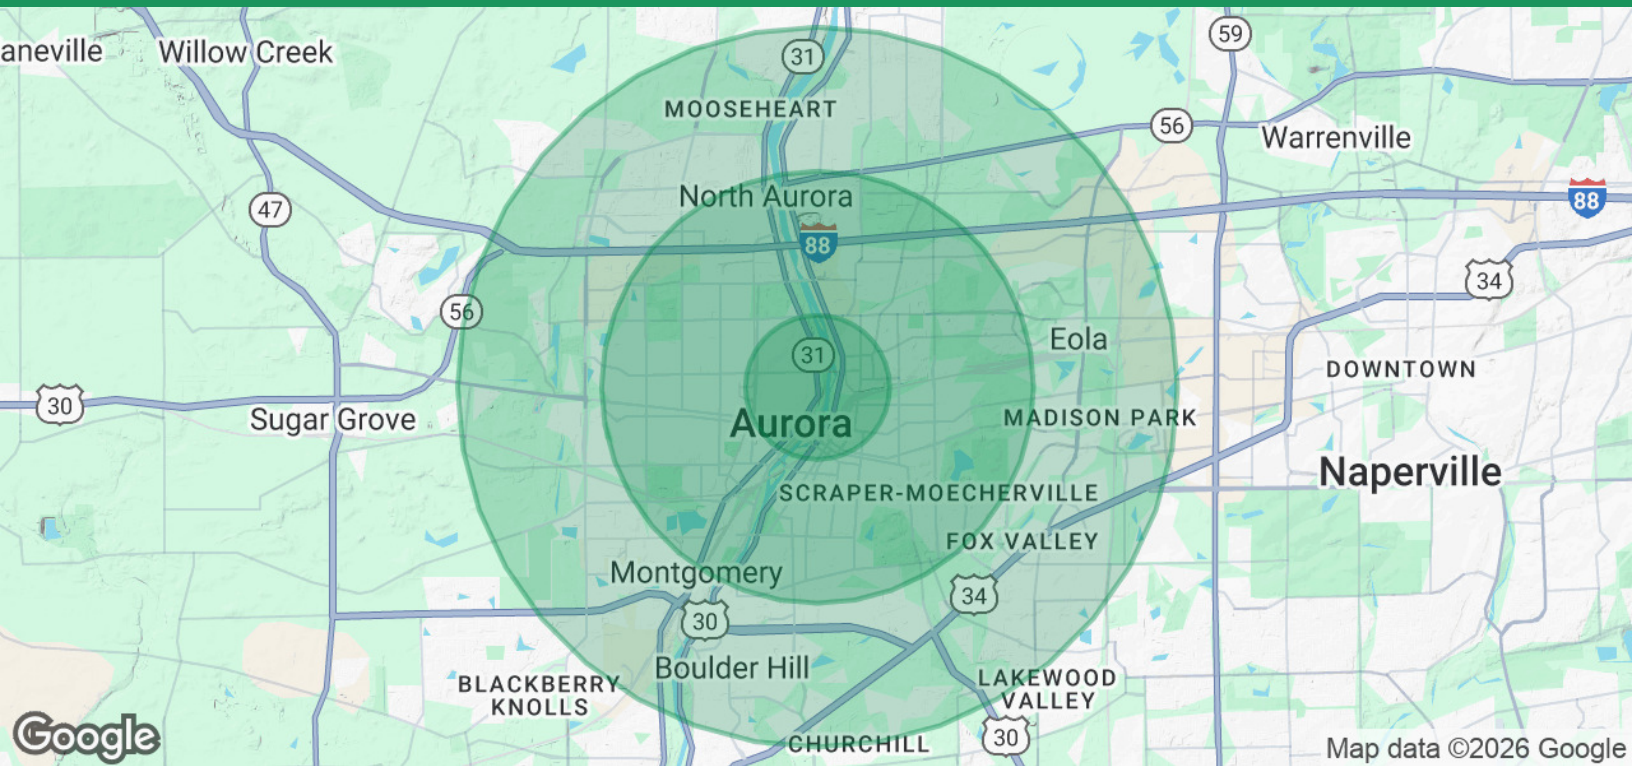 59
aneville
Willow Creek
31
MOOSEHEART
56
Warrenville
North Aurora
88
47
88
34
56
31
Eola
DOWNTOWN
30
Sugar Grove
Aurora
MADISON PARK
Naperville
SCRAPER-MOECHERVILLE
FOX VALLEY
Montgomery
34
30
Boulder Hill
BLACKBERRY
KNOLLS
LAKEWOOD
VALLEY
Google
CHURCHILL
30
Map data ©2026 Google